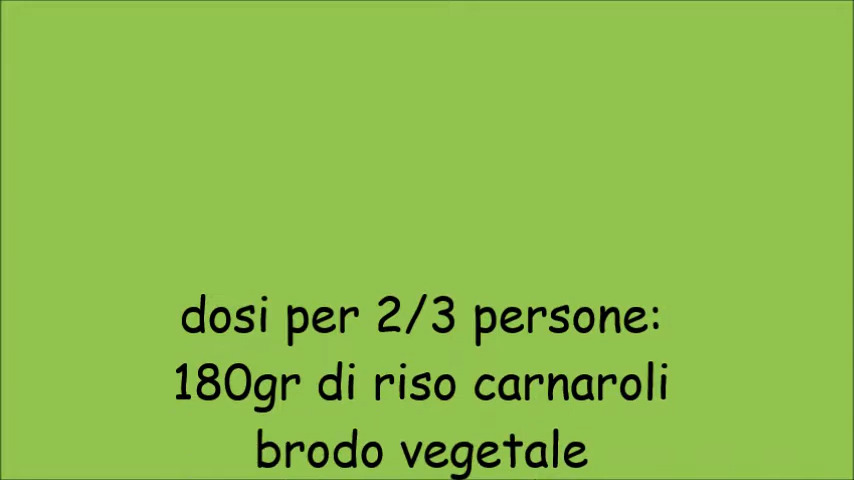 dosi per 2/3 persone:
180gr di riso carnaroli
brodo vegetale